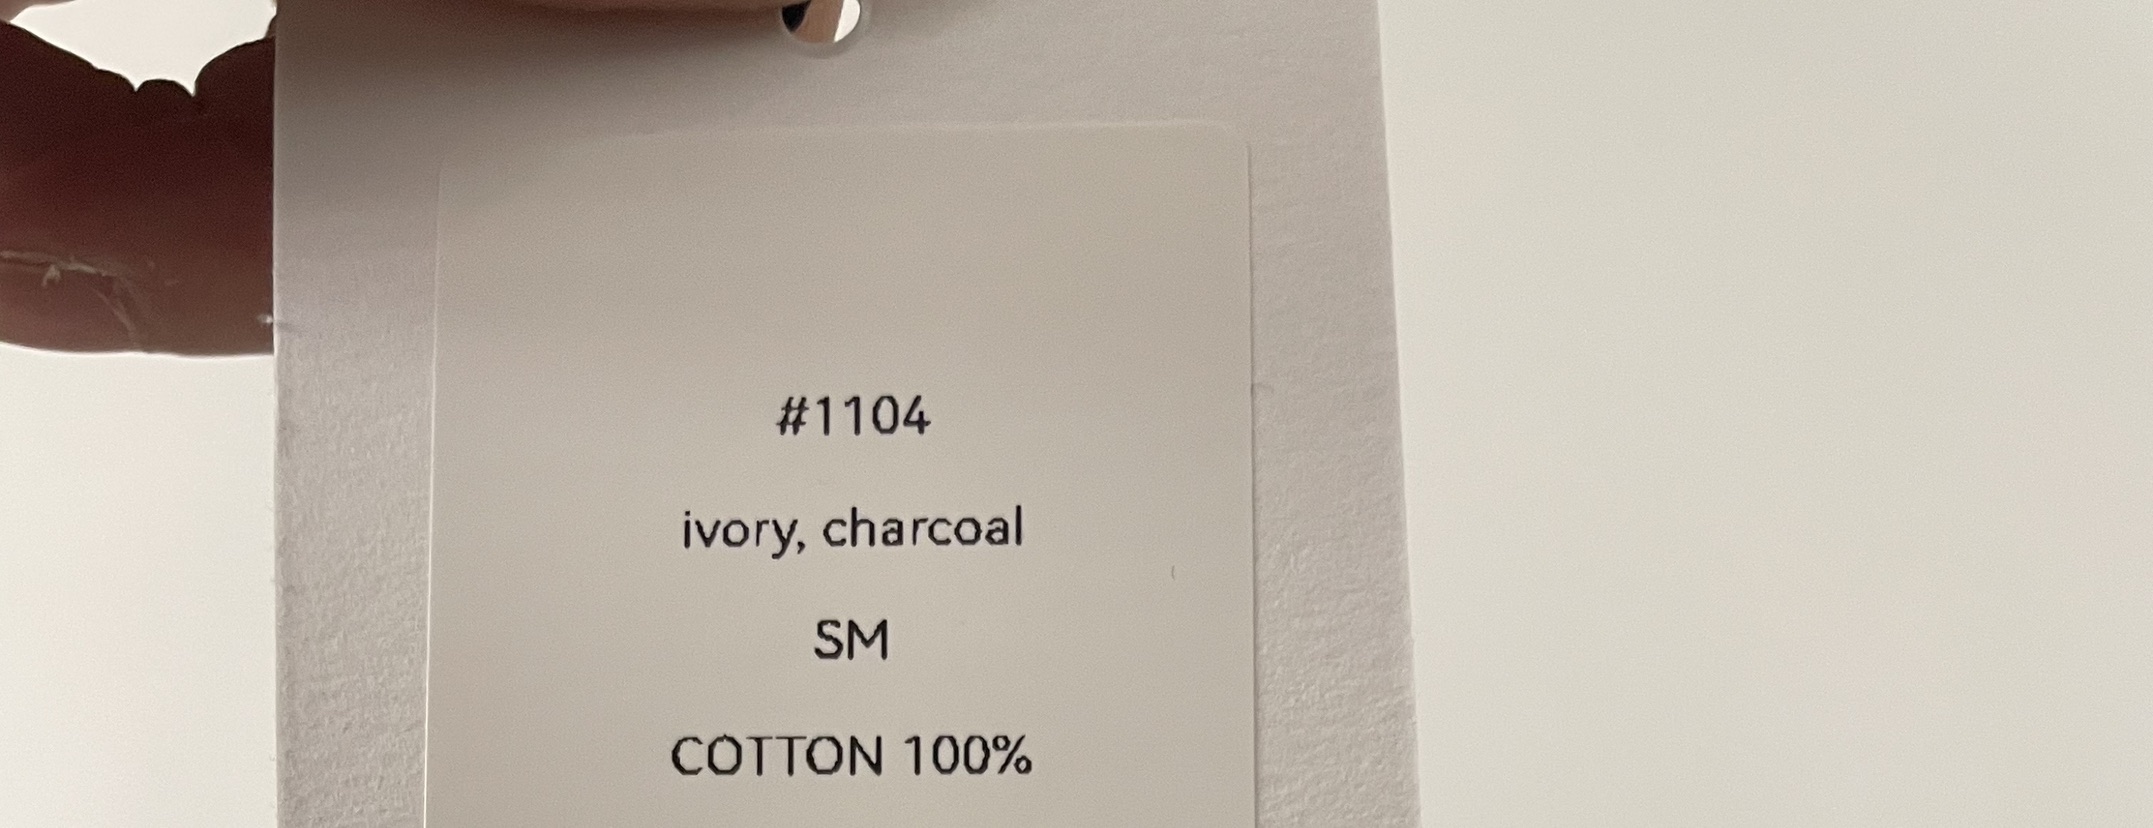 #1104
ivory, charcoal
SM
COTTON 100%